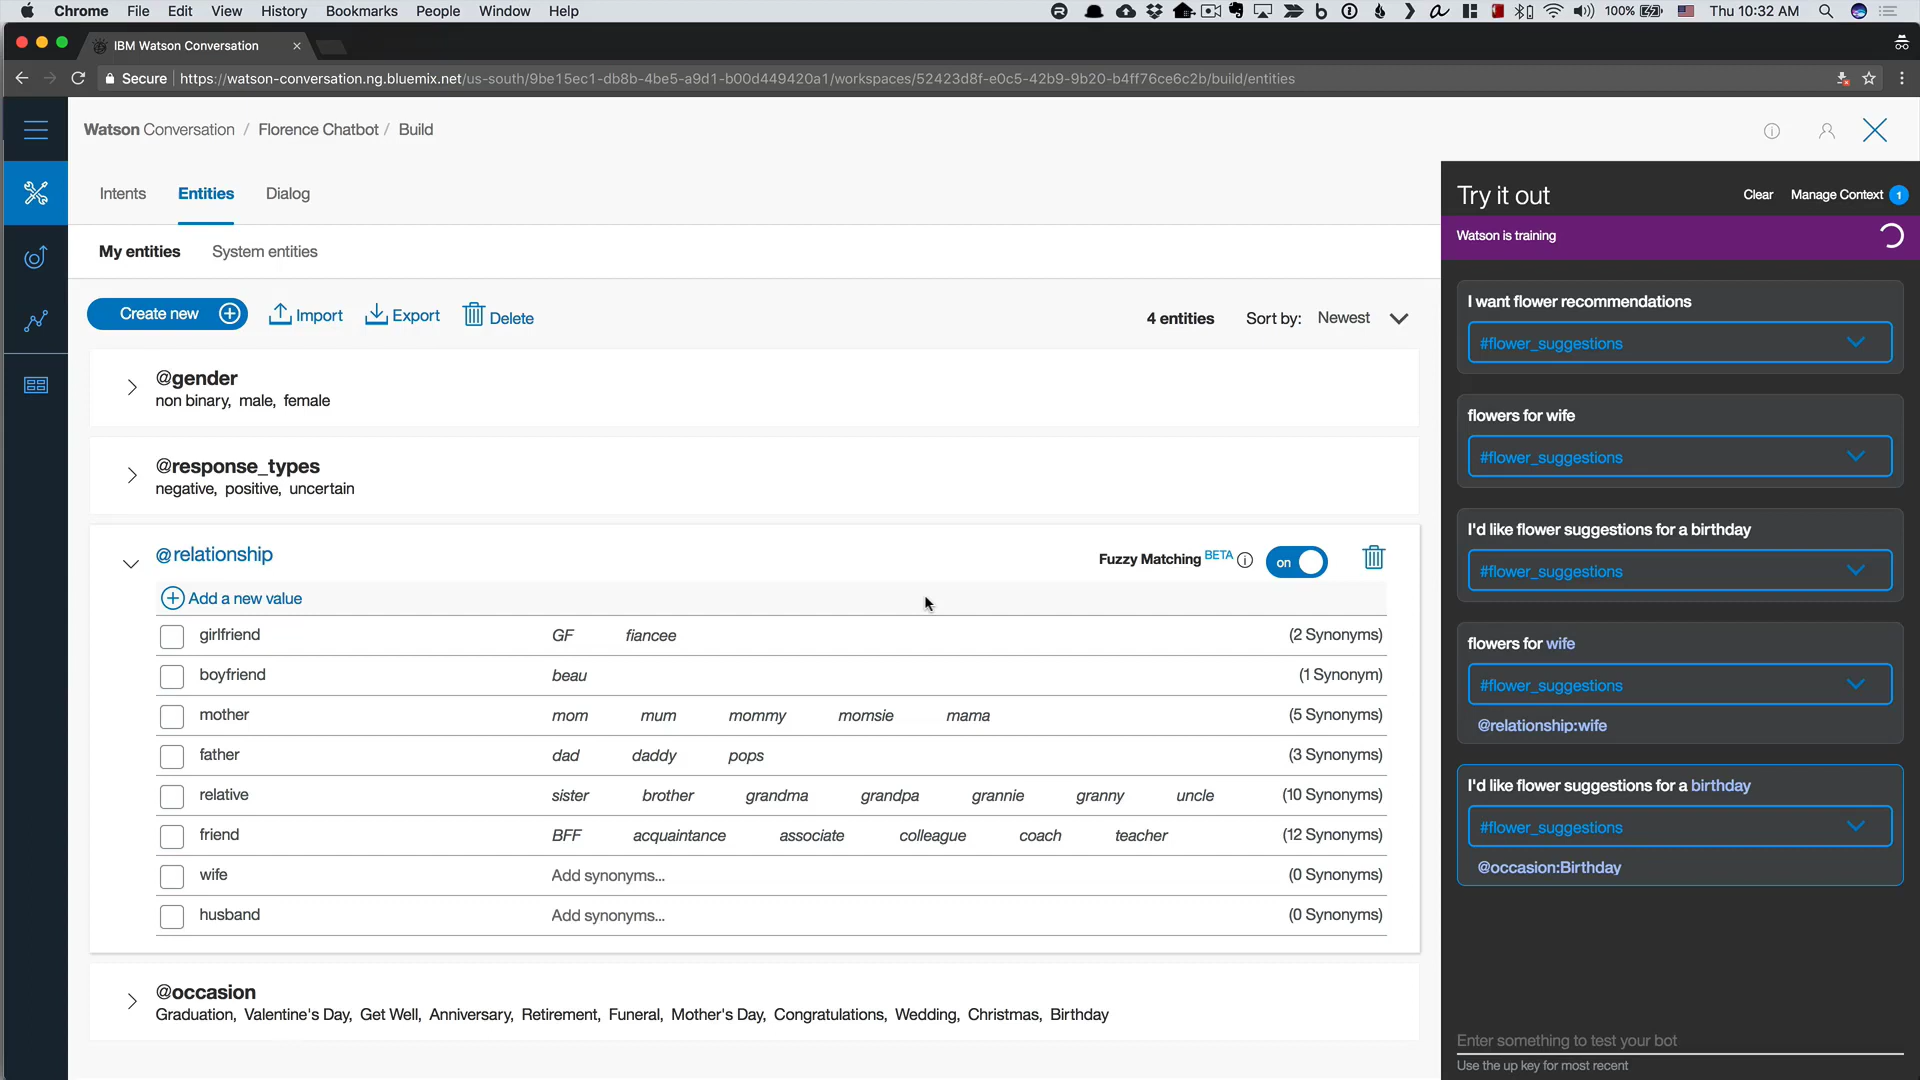 Chrome File Edit View History Bookmarks People Window Help 100% Thu 10:32 AM
IBM Watson Conversation
Secure https://watson-conversation.ng.bluemix.net/us-south/9be15ec1-db8b-4be5-a9d1-b00d449420a1/workspaces/52423d8f-e0c5-42b9-9b20-b4ff76ce6c2b/build/entities
Watson Conversation / Florence Chatbot / Build
Intents Entities Dialog
My entities System entities
Create new Import Export Delete 4 entities Sort by: Newest
@gender
non binary, male, female
@response_types
negative, positive, uncertain
@relationship Fuzzy Matching BETA on
Add a new value
girlfriend GF fiancee (2 Synonyms)
boyfriend beau (1 Synonym)
mother mom mum mommy momsie mama (5 Synonyms)
father dad daddy pops (3 Synonyms)
relative sister brother grandma grandpa grannie granny uncle (10 Synonyms)
friend BFF acquaintance associate colleague coach teacher (12 Synonyms)
wife Add synonyms... (0 Synonyms)
husband Add synonyms... (0 Synonyms)
@occasion
Graduation, Valentine's Day, Get Well, Anniversary, Retirement, Funeral, Mother's Day, Congratulations, Wedding, Christmas, Birthday
Try it out Clear Manage Context 1
Watson is training
I want flower recommendations
#flower_suggestions
flowers for wife
#flower_suggestions
I'd like flower suggestions for a birthday
#flower_suggestions
flowers for wife
#flower_suggestions
@relationship:wife
I'd like flower suggestions for a birthday
#flower_suggestions
@occasion:Birthday
Enter something to test your bot
Use the up key for most recent